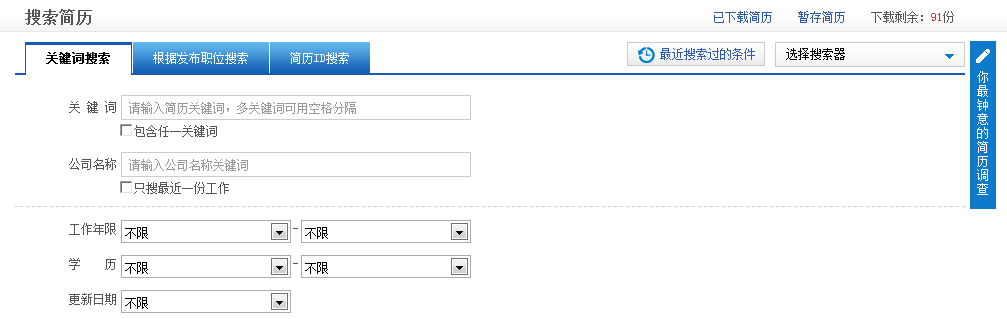 搜索简历 已下载简历 暂存简历 下载剩余：91份
关键词搜索 根据发布职位搜索 简历ID搜索 最近搜索过的条件 选择搜索器
关 键 词 请输入简历关键词，多关键词可用空格分隔
包含任一关键词
公司名称 请输入公司名称关键词
只搜最近一份工作
工作年限 不限 - 不限
学 历 不限 - 不限
更新日期 不限
你最钟意的简历调查